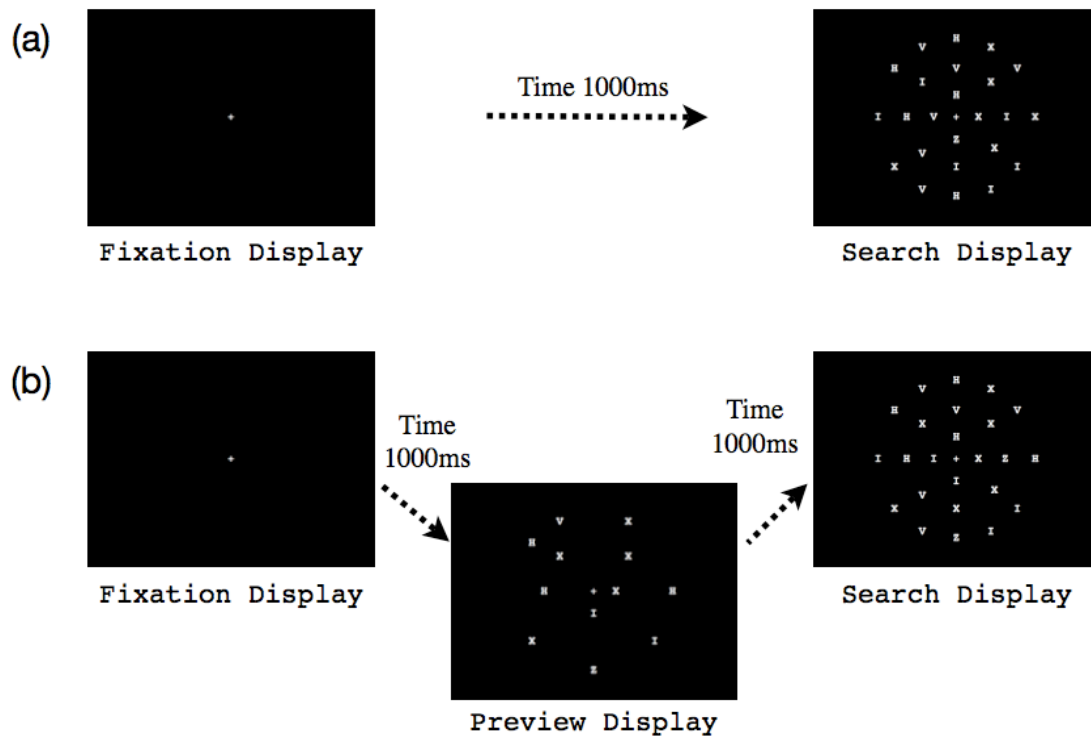 (a)
Time 1000ms
H
V X
H V V
I X
H
I H V + X I X
Z
V X
X I I
V I
H
+
Fixation Display
Search Display
(b)
Time
1000ms
Time
1000ms
H
V X
H V V
X X
H
I H I + X Z H
I
V X
X X I
V I
Z
+
V X
H
X X
H + X H
I
X I
Z
Fixation Display
Search Display
Preview Display